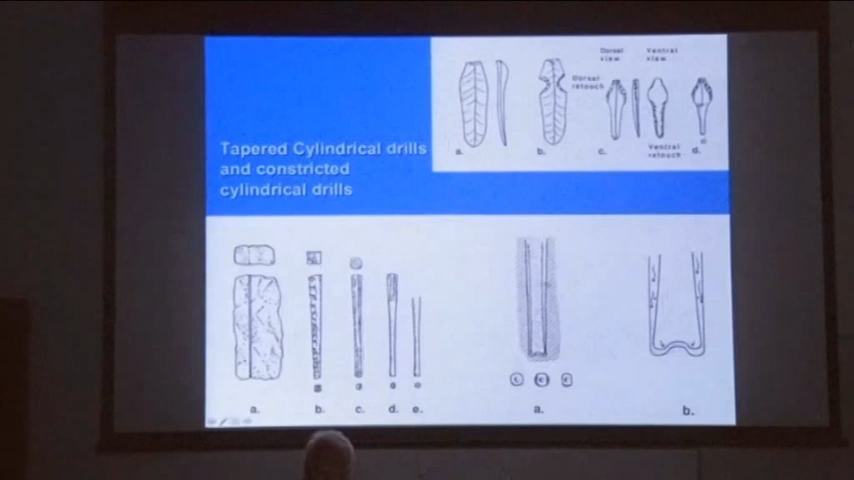 Tapered Cylindrical drills
and constricted
cylindrical drills
Dorsal
view
Ventral
view
Dorsal
retouch
Ventral
retouch
a.
b.
c.
d.
a.
b.
c.
d.
e.
a.
b.